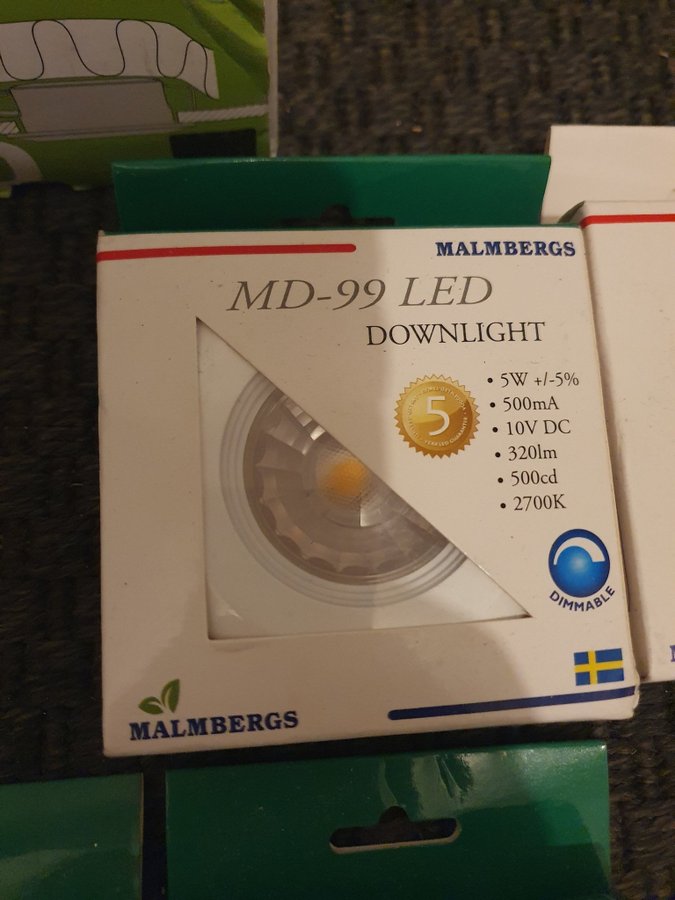 MALMBERGS
MD-99 LED
DOWNLIGHT
5
• 5W +/-5%
• 500mA
• 10V DC
• 320lm
• 500cd
• 2700K
DIMMABLE
MALMBERGS